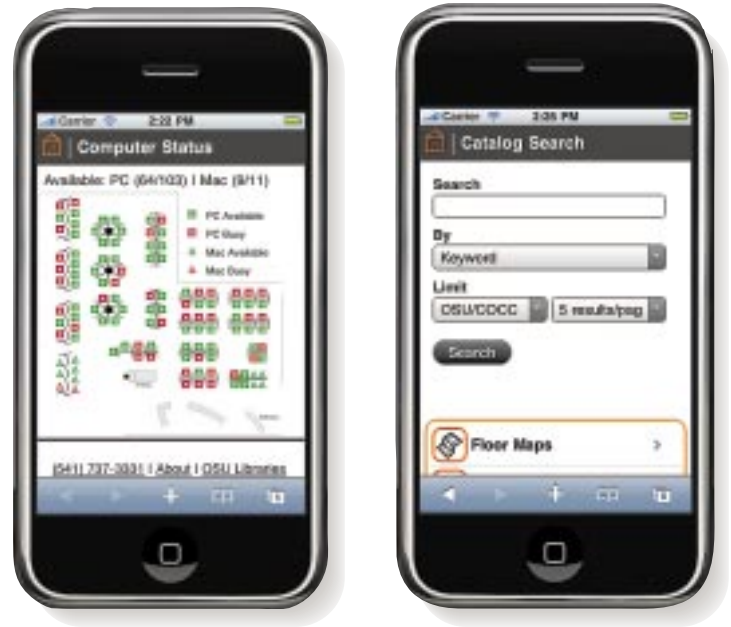 Carrier 2:22 PM
Computer Status
Available: PC (64/103) | Mac (9/11)
PC Available
PC Busy
Mac Available
Mac Busy
(541) 737-3331 | About | OSU Libraries
Carrier 3:35 PM
Catalog Search
Search
By
Keyword
Limit
OSU/COCC 5 results/pag
Search
Floor Maps